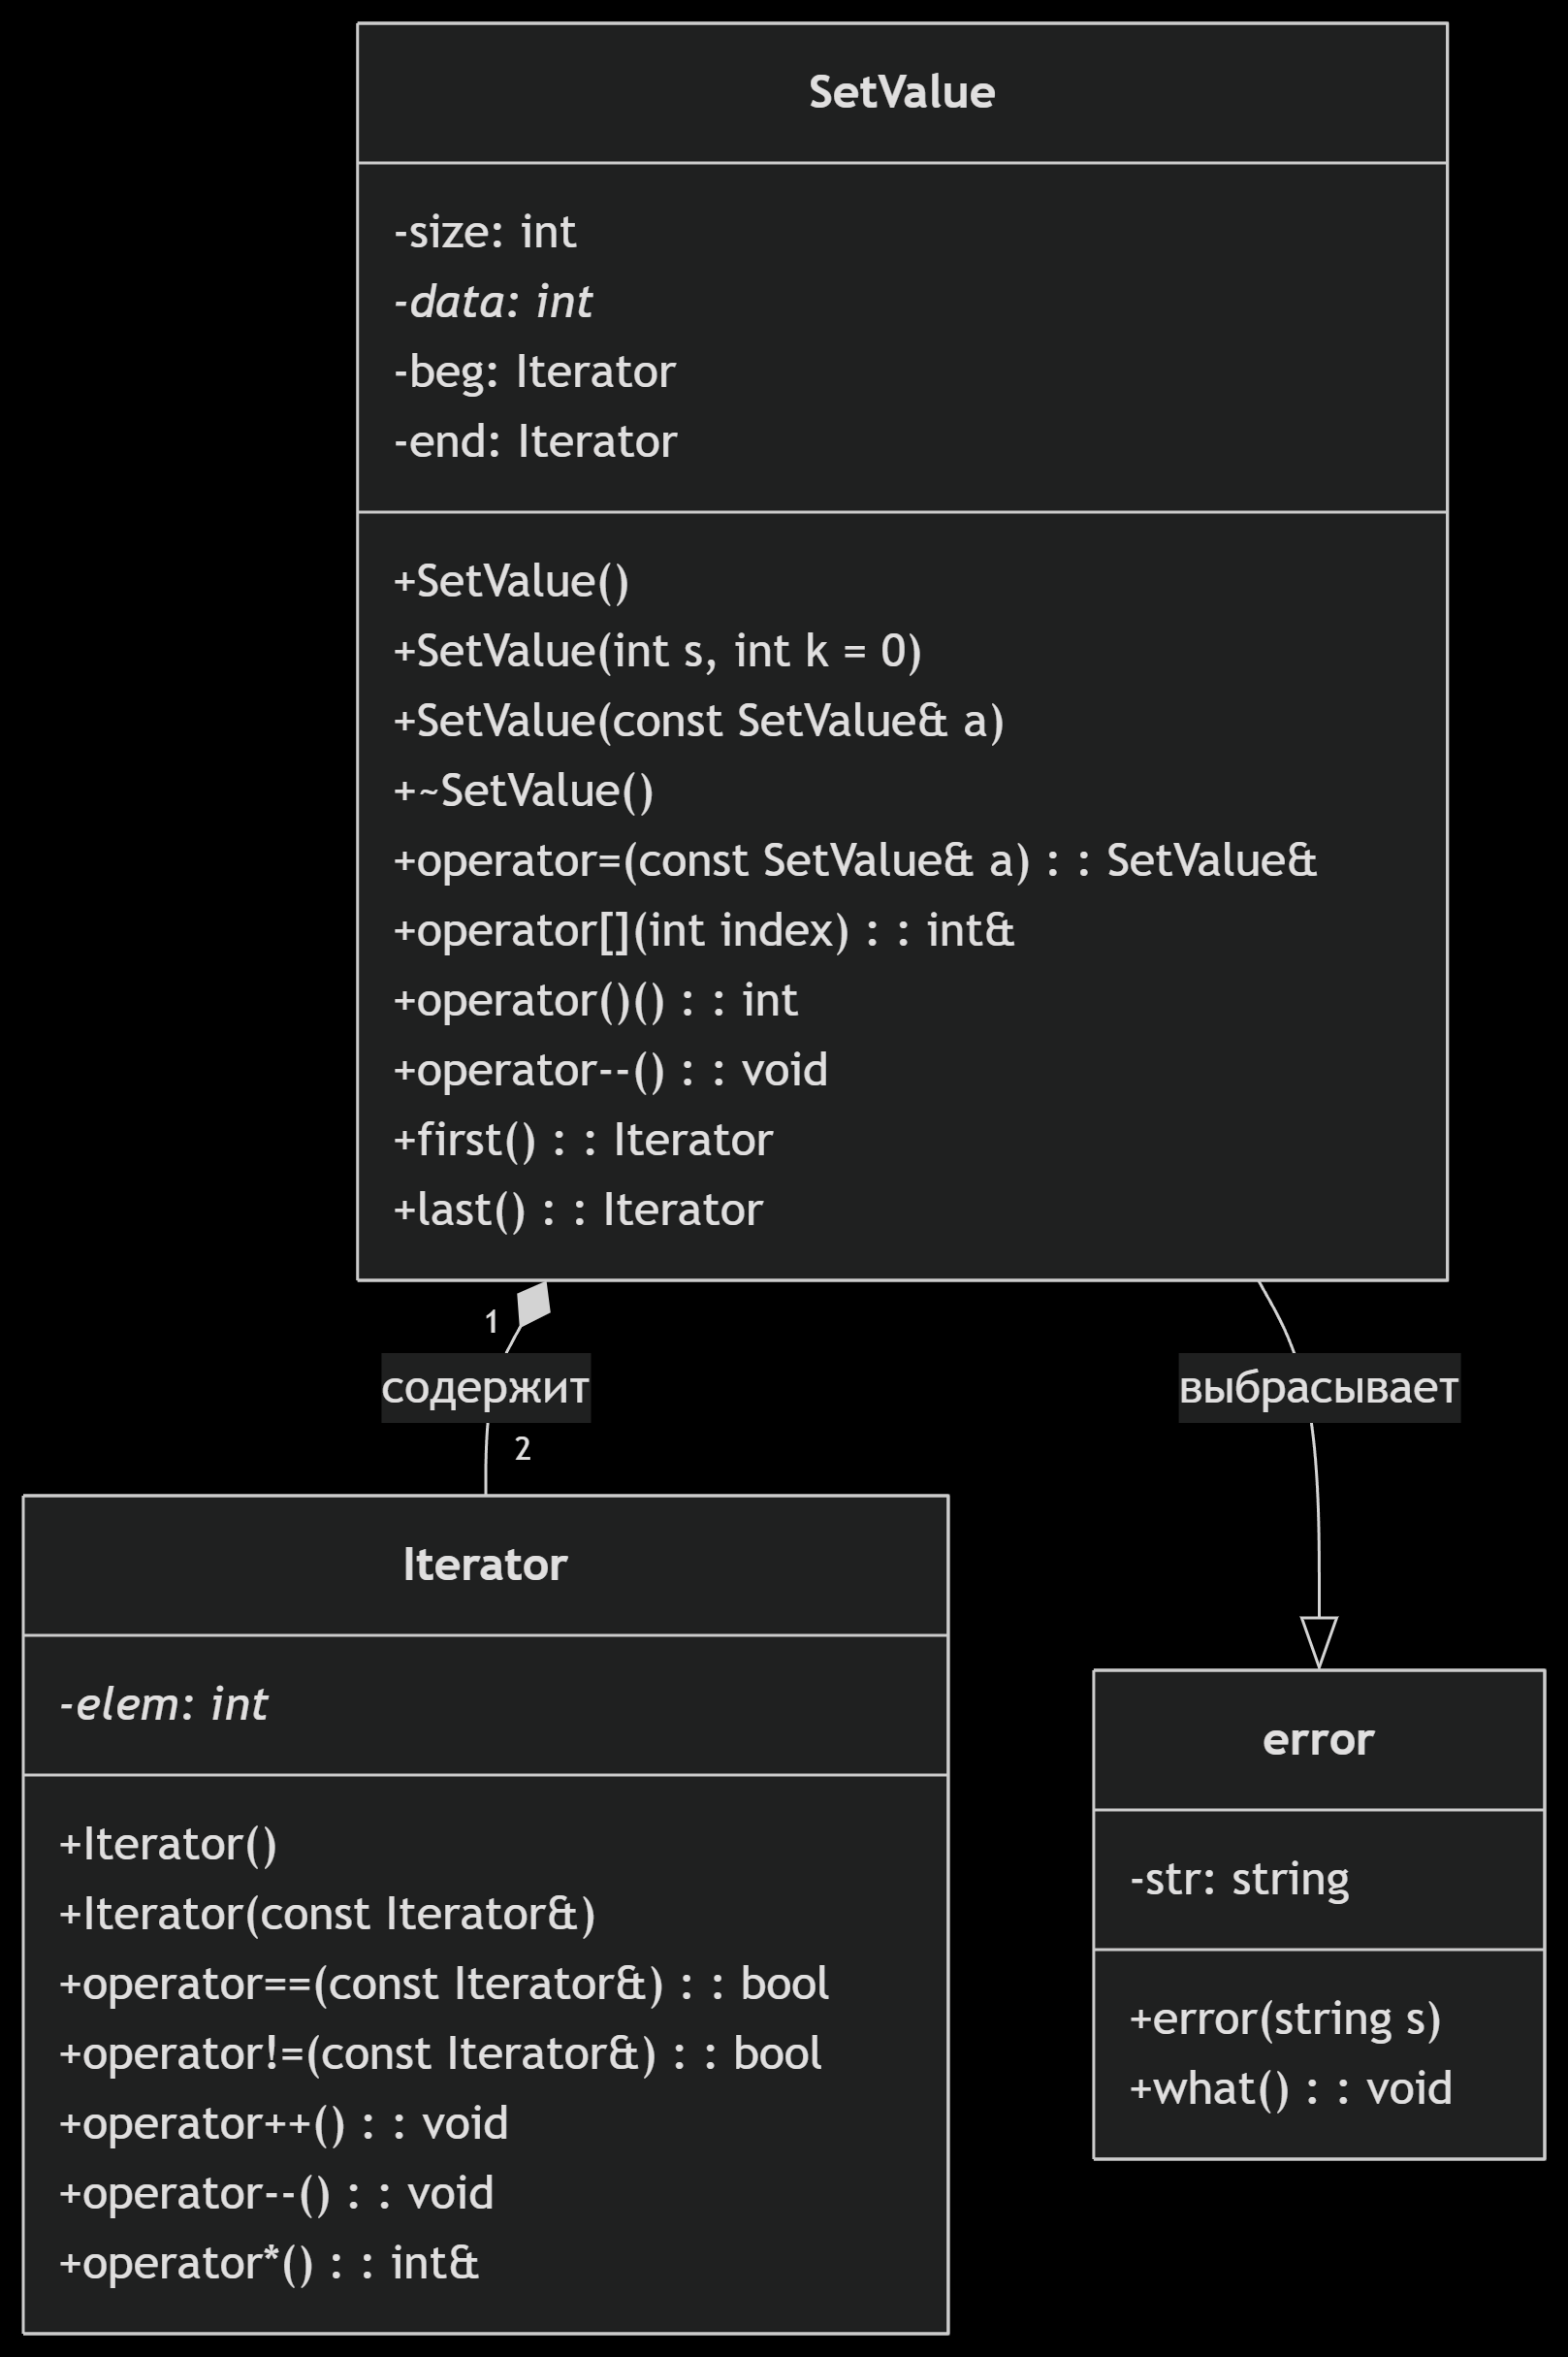 SetValue
-size: int
-data: int
-beg: Iterator
-end: Iterator
+SetValue()
+SetValue(int s, int k = 0)
+SetValue(const SetValue& a)
+~SetValue()
+operator=(const SetValue& a) : : SetValue&
+operator[](int index) : : int&
+operator()() : : int
+operator--() : : void
+first() : : Iterator
+last() : : Iterator
1
содержит
2
выбрасывает
Iterator
-elem: int
+Iterator()
+Iterator(const Iterator&)
+operator==(const Iterator&) : : bool
+operator!=(const Iterator&) : : bool
+operator++() : : void
+operator--() : : void
+operator*() : : int&
error
-str: string
+error(string s)
+what() : : void